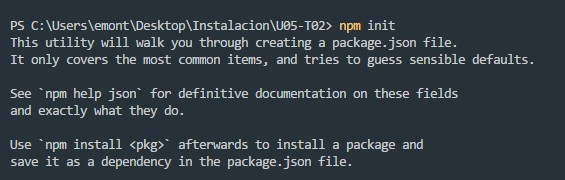 PS C:\Users\emont\Desktop\Instalacion\U05-T02> npm init
This utility will walk you through creating a package.json file.
It only covers the most common items, and tries to guess sensible defaults.
See `npm help json` for definitive documentation on these fields
and exactly what they do.
Use `npm install <pkg>` afterwards to install a package and
save it as a dependency in the package.json file.